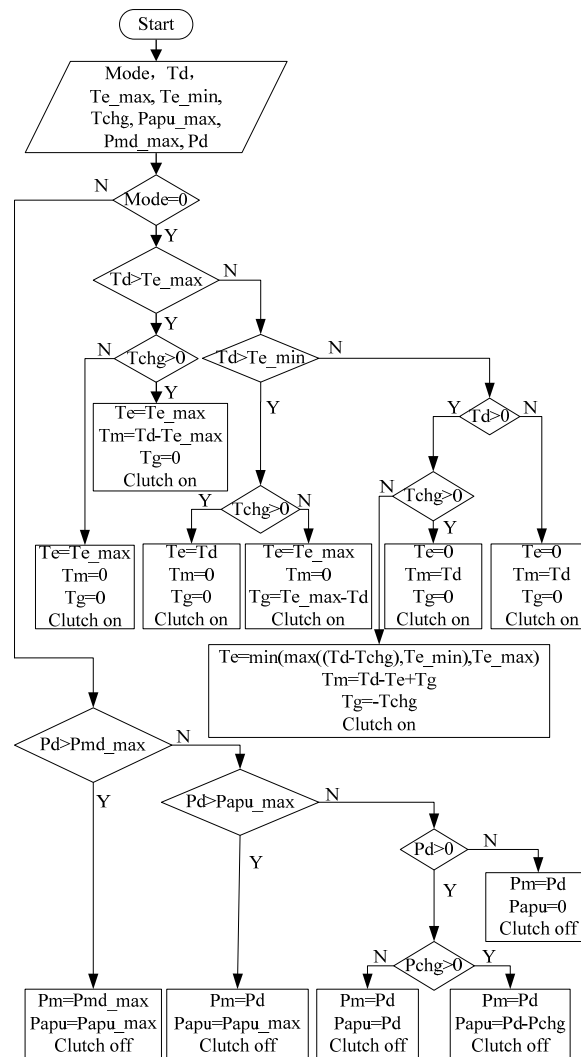 Start
Mode，Td，
Te_max, Te_min,
Tchg, Papu_max,
Pmd_max, Pd
N
Mode=0
Y
Td>Te_max
N
Y
N
Tchg>0
Y
Td>Te_min
N
Y
Te=Te_max
Tm=Td-Te_max
Tg=0
Clutch on
Y
Td>0
N
Y
Tchg>0
N
N
Tchg>0
Y
Te=Te_max
Tm=0
Tg=0
Clutch on
Te=Td
Tm=0
Tg=0
Clutch on
Te=Te_max
Tm=0
Tg=Te_max-Td
Clutch on
Te=0
Tm=Td
Tg=0
Clutch on
Te=0
Tm=Td
Tg=0
Clutch on
Te=min(max((Td-Tchg),Te_min),Te_max)
Tm=Td-Te+Tg
Tg=-Tchg
Clutch on
Pd>Pmd_max
N
Y
Pd>Papu_max
N
Y
Pd>0
N
Y
Pm=Pd
Papu=0
Clutch off
N
Pchg>0
Y
Pm=Pmd_max
Papu=Papu_max
Clutch off
Pm=Pd
Papu=Papu_max
Clutch off
Pm=Pd
Papu=Pd
Clutch off
Pm=Pd
Papu=Pd-Pchg
Clutch off